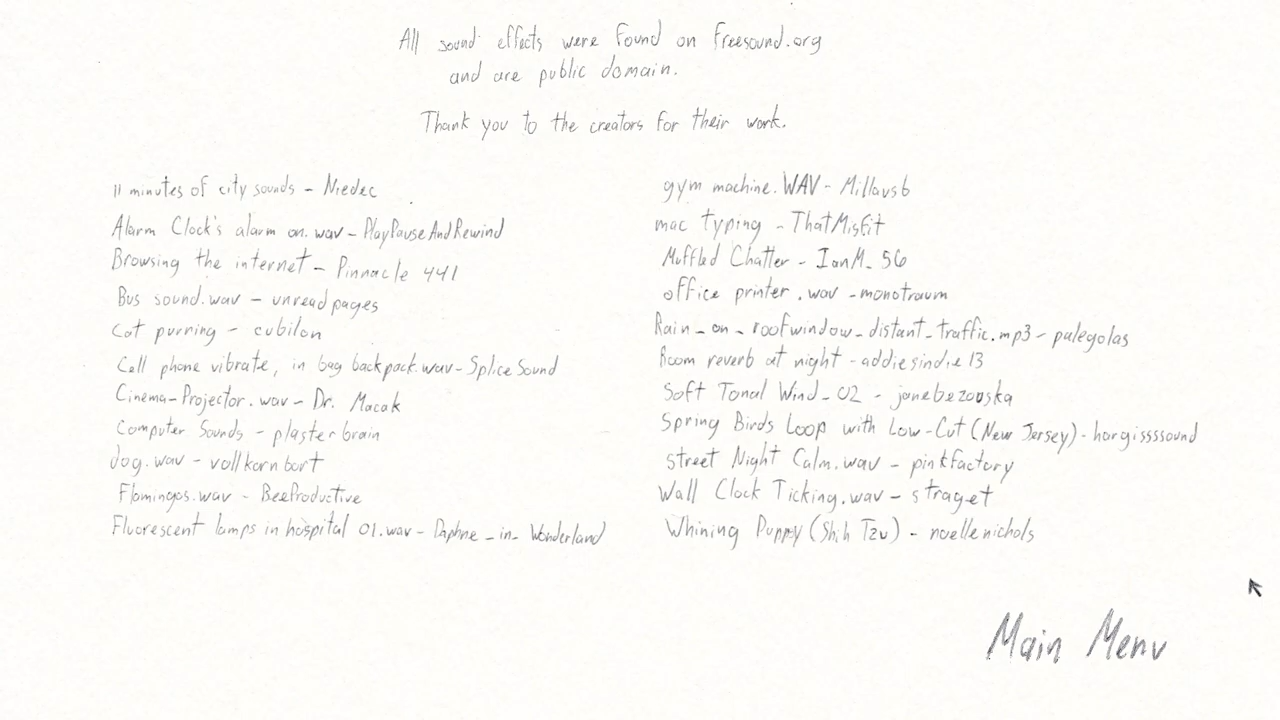 All sound effects were found on Freesound.org
and are public domain.
Thank you to the creators for their work.
11 minutes of city sounds - Niedec
Alarm Clock's alarm on.wav - PlayPauseAndRewind
Browsing the internet - Pinnacle 441
Bus sound.wav - unreadpages
Cat purring - cubilon
Cell phone vibrate, in bag backpack.wav - SpliceSound
Cinema-Projector.wav - Dr. Macak
Computer Sounds - plasterbrain
dog.wav - vollkornbort
Flamingos.wav - BeeProductive
Fluorescent lamps in hospital 01.wav - Daphne_in_Wonderland
gym machine.WAV - Millavsb
mac typing - ThatMisfit
Muffled Chatter - IanM_56
office printer.wav - monotraum
Rain_on_roofwindow_distant_traffic.mp3 - palegolas
Room reverb at night - addiesindie13
Soft Tonal Wind_02 - janebezouska
Spring Birds Loop with Low-Cut (New Jersey) - hargissssound
street Night Calm.wav - pinkfactory
Wall Clock Ticking.wav - straget
Whining Puppy (Shih Tzu) - noellenichols
Main Menu